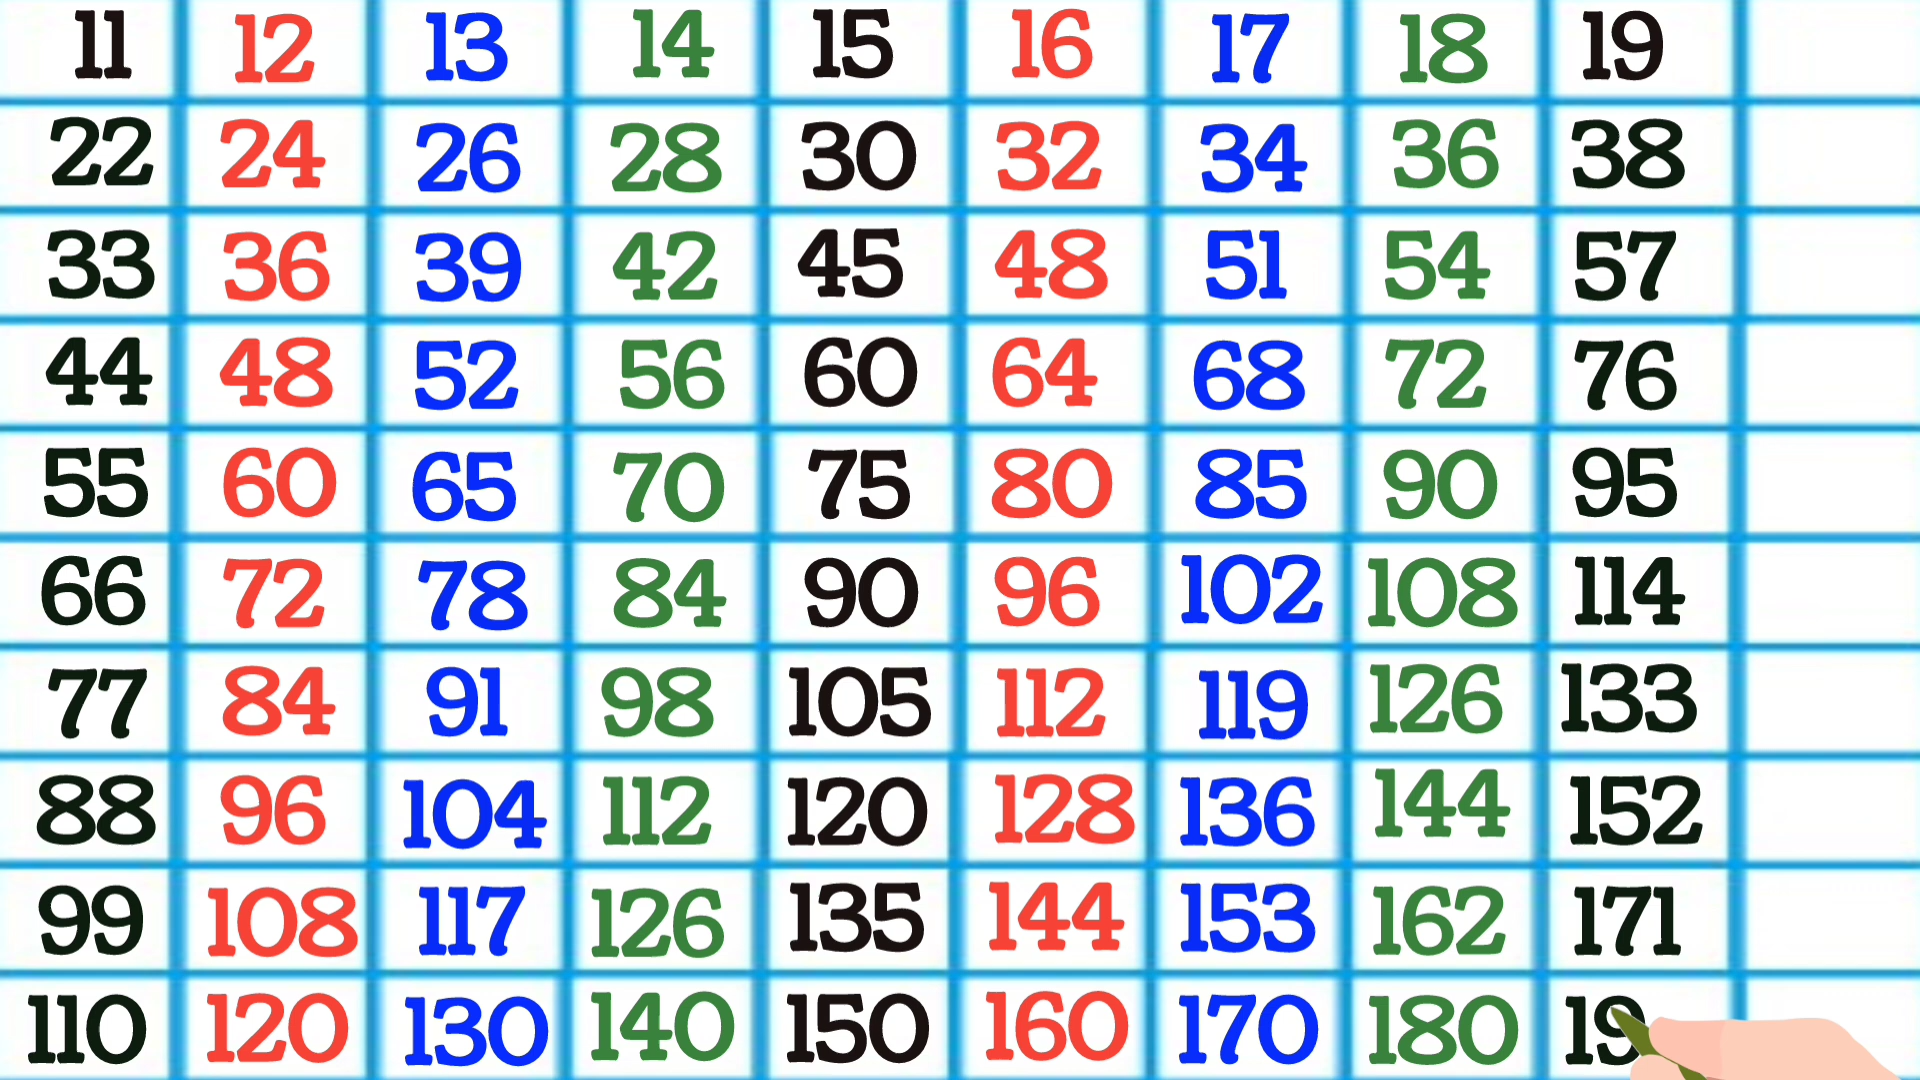 11 12 13 14 15 16 17 18 19
22 24 26 28 30 32 34 36 38
33 36 39 42 45 48 51 54 57
44 48 52 56 60 64 68 72 76
55 60 65 70 75 80 85 90 95
66 72 78 84 90 96 102 108 114
77 84 91 98 105 112 119 126 133
88 96 104 112 120 128 136 144 152
99 108 117 126 135 144 153 162 171
110 120 130 140 150 160 170 180 19